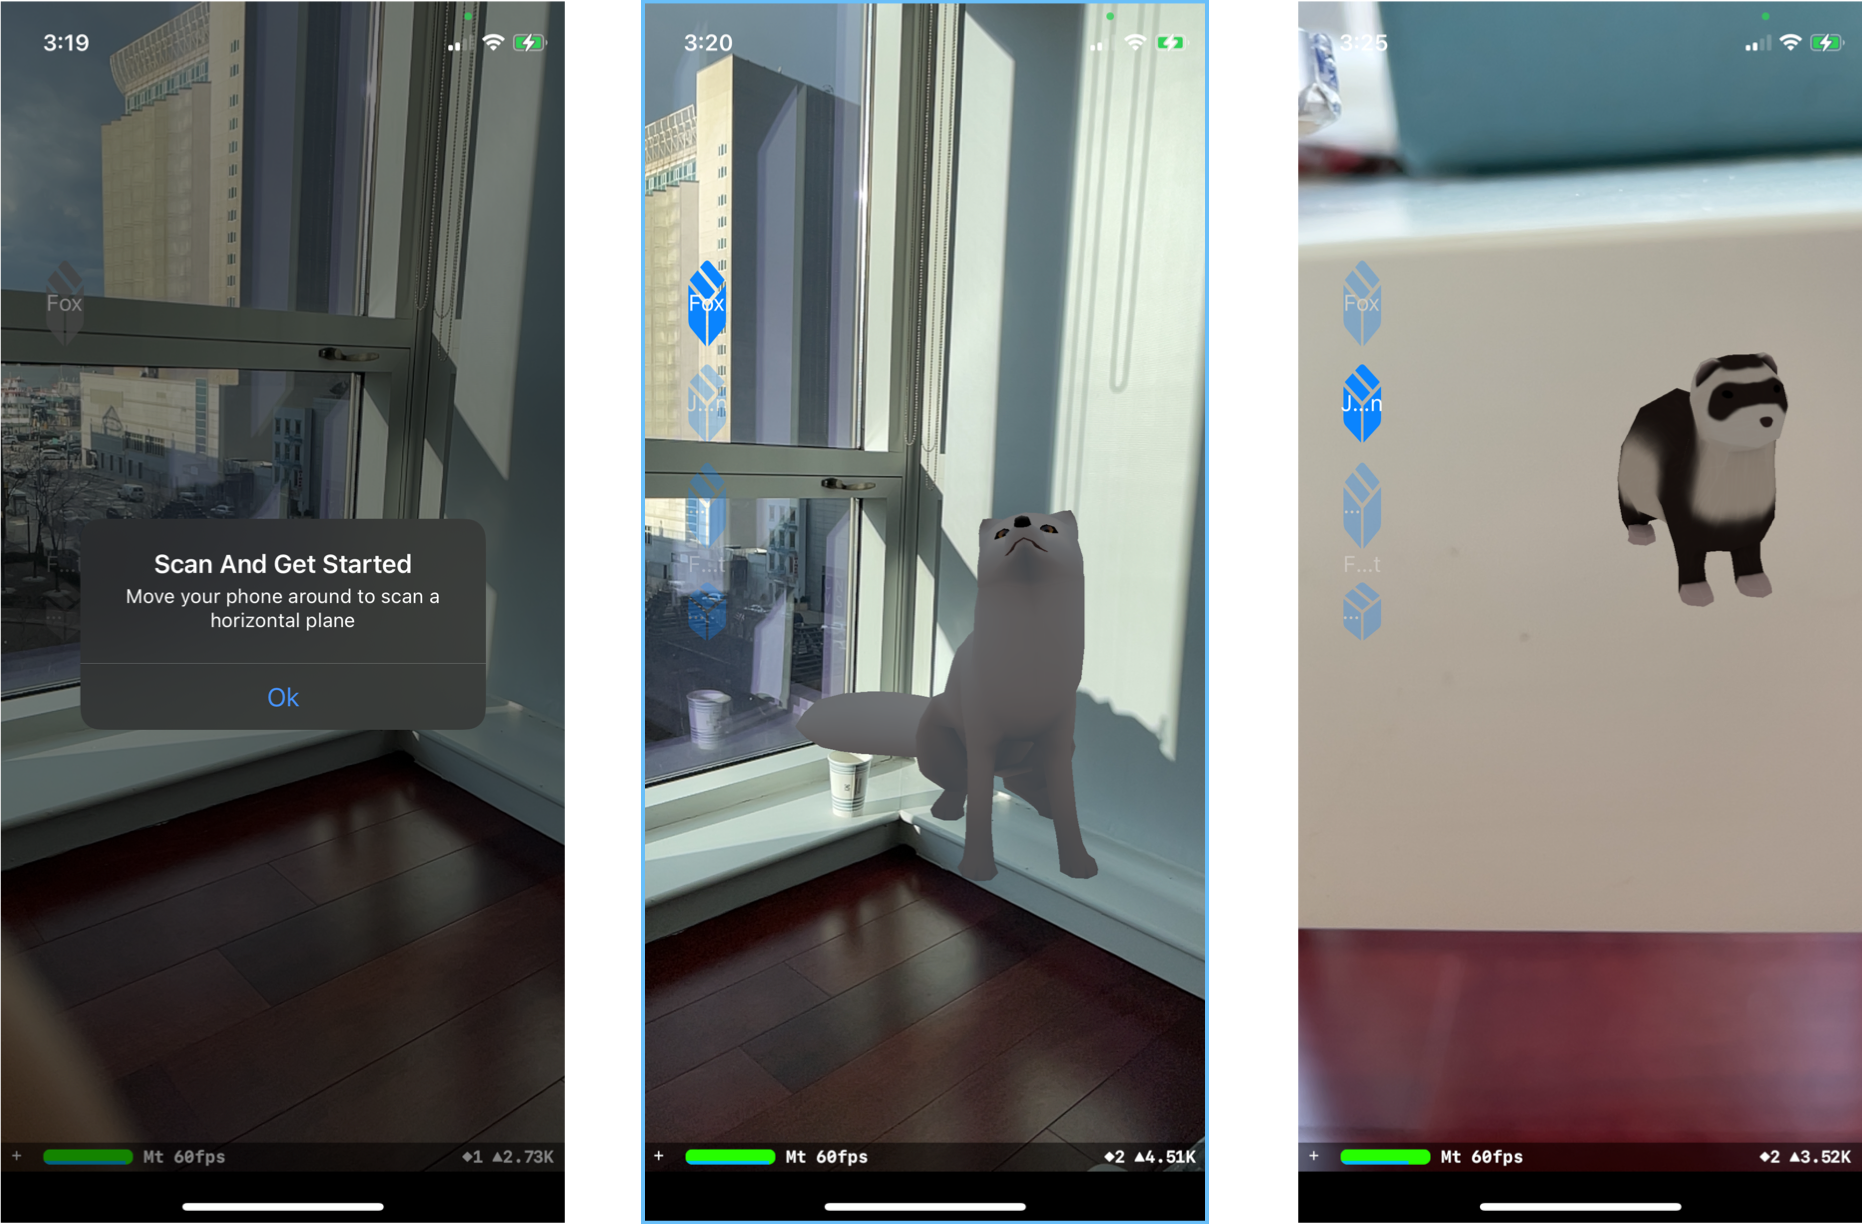 3:19
Fox
F...t
...
Scan And Get Started
Move your phone around to scan a
horizontal plane
Ok
+ Mt 60fps ◆1 ▲2.73K
3:20
Fox
J...n
...
F...t
...
+ Mt 60fps ◆2 ▲4.51K
3:25
Fox
J...n
...
F...t
...
+ Mt 60fps ◆2 ▲3.52K